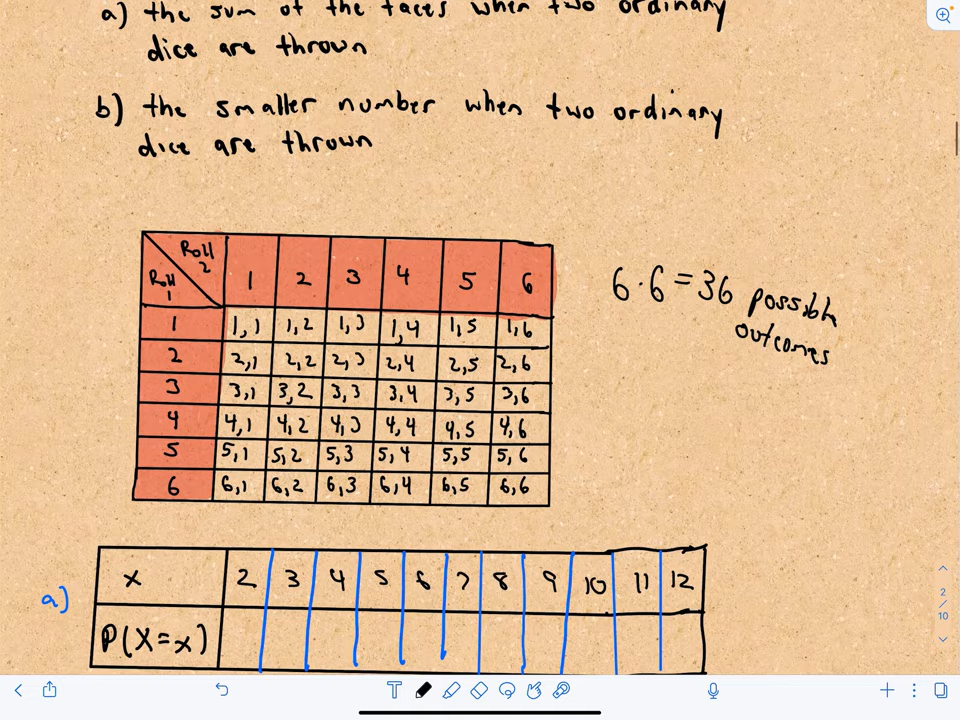 a) the sum of the faces when two ordinary
dice are thrown
b) the smaller number when two ordinary
dice are thrown
Roll 2
Roll 1
1 2 3 4 5 6
1 1,1 1,2 1,3 1,4 1,5 1,6
2 2,1 2,2 2,3 2,4 2,5 2,6
3 3,1 3,2 3,3 3,4 3,5 3,6
4 4,1 4,2 4,3 4,4 4,5 4,6
5 5,1 5,2 5,3 5,4 5,5 5,6
6 6,1 6,2 6,3 6,4 6,5 6,6
6·6=36 possible
outcomes
a)
x 2 3 4 5 6 7 8 9 10 11 12
P(X=x)
2
/
10